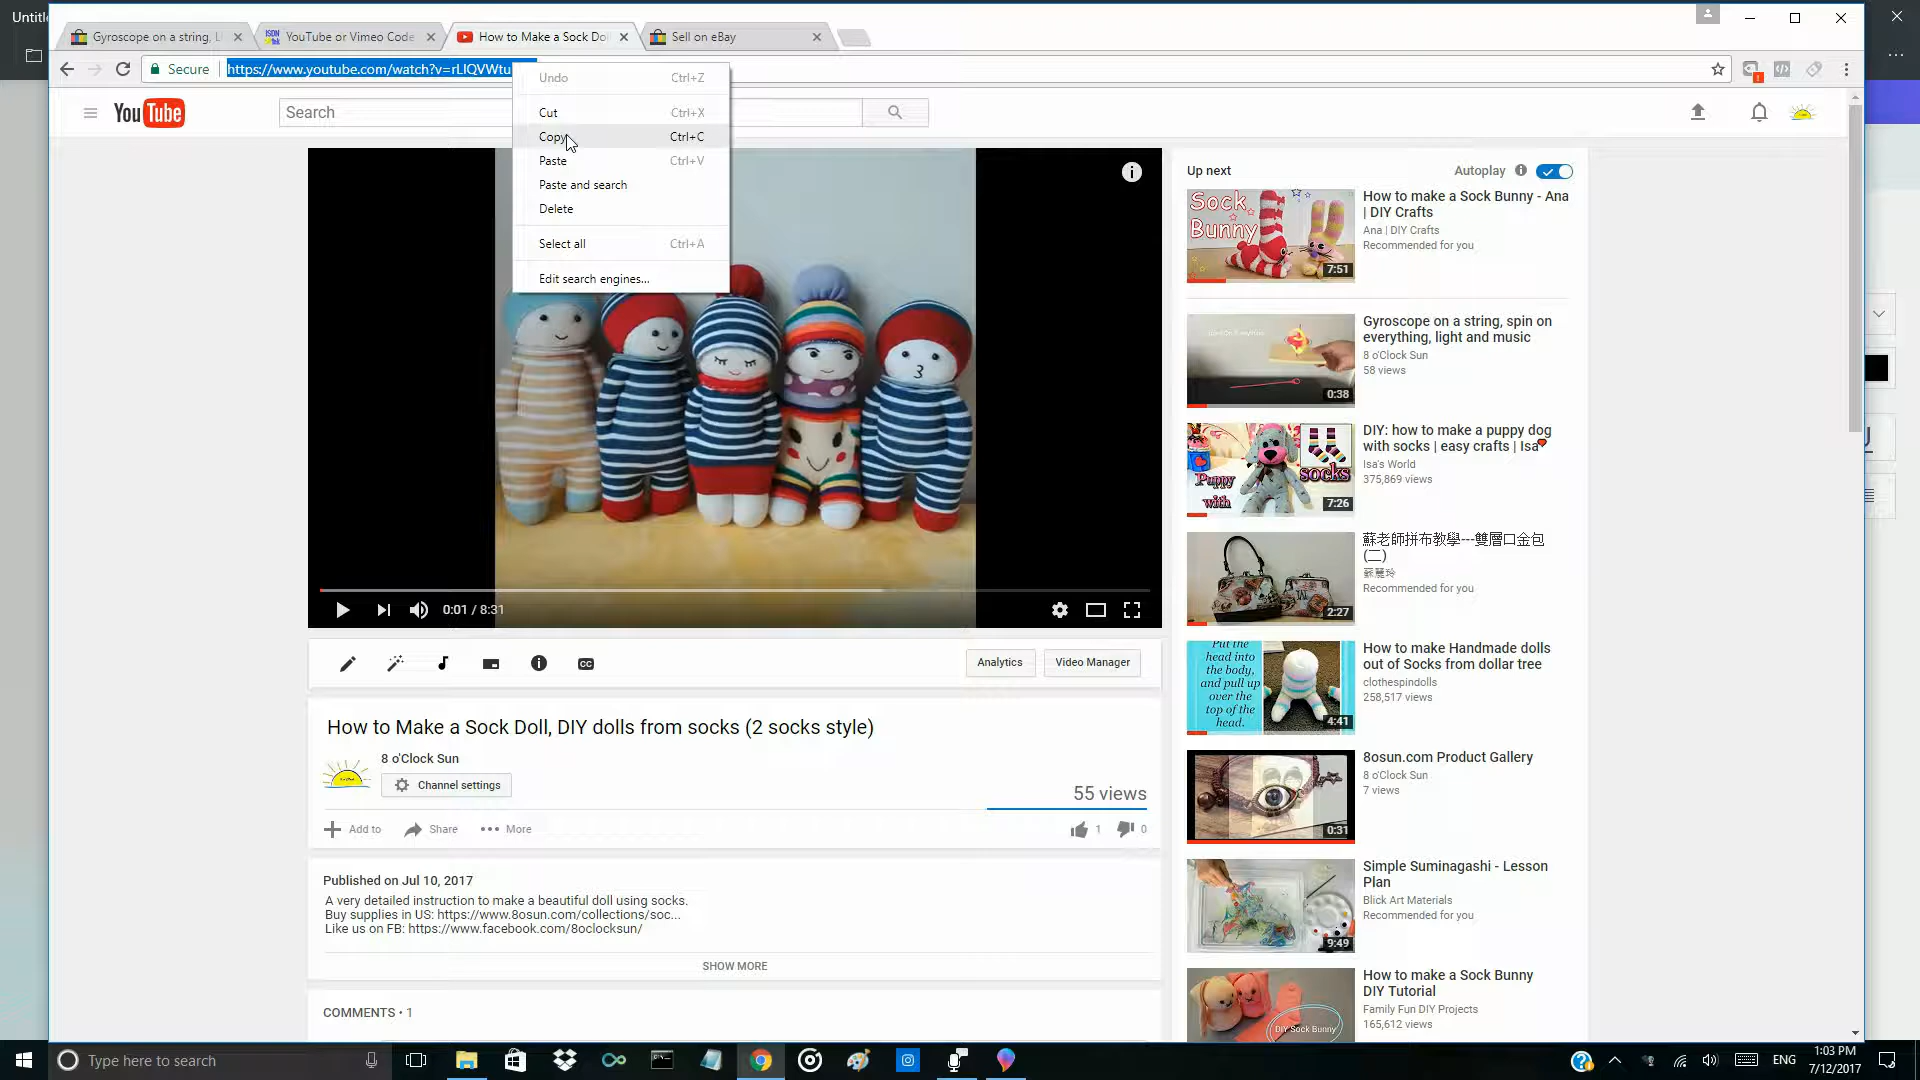 Untitl
Gyroscope on a string, Li
YouTube or Vimeo Code
How to Make a Sock Dol
Sell on eBay
Secure
https://www.youtube.com/watch?v=rLIQVWtu
Undo Ctrl+Z
Cut Ctrl+X
Copy Ctrl+C
Paste Ctrl+V
Paste and search
Delete
Select all Ctrl+A
Edit search engines...
YouTube
Search
0:01 / 8:31
CC
Analytics
Video Manager
How to Make a Sock Doll, DIY dolls from socks (2 socks style)
8 o'Clock Sun
Channel settings
55 views
Add to
Share
More
1
0
Published on Jul 10, 2017
A very detailed instruction to make a beautiful doll using socks.
Buy supplies in US: https://www.8osun.com/collections/soc...
Like us on FB: https://www.facebook.com/8oclocksun/
SHOW MORE
COMMENTS • 1
Up next
Autoplay
Sock
Bunny
7:51
How to make a Sock Bunny - Ana
| DIY Crafts
Ana | DIY Crafts
Recommended for you
0:38
Gyroscope on a string, spin on
everything, light and music
8 o'Clock Sun
58 views
Puppy
with
socks
7:26
DIY: how to make a puppy dog
with socks | easy crafts | Isa❤
Isa's World
375,869 views
2:27
蘇老師拼布教學---雙層口金包
(二)
蘇麗玲
Recommended for you
Put the
head into
the body,
and pull up
over the
top of the
head.
4:41
How to make Handmade dolls
out of Socks from dollar tree
clothespindolls
258,517 views
0:31
8osun.com Product Gallery
8 o'Clock Sun
7 views
9:49
Simple Suminagashi - Lesson
Plan
Blick Art Materials
Recommended for you
DIY Sock Bunny
How to make a Sock Bunny
DIY Tutorial
Family Fun DIY Projects
165,612 views
Type here to search
ENG
1:03 PM
7/12/2017